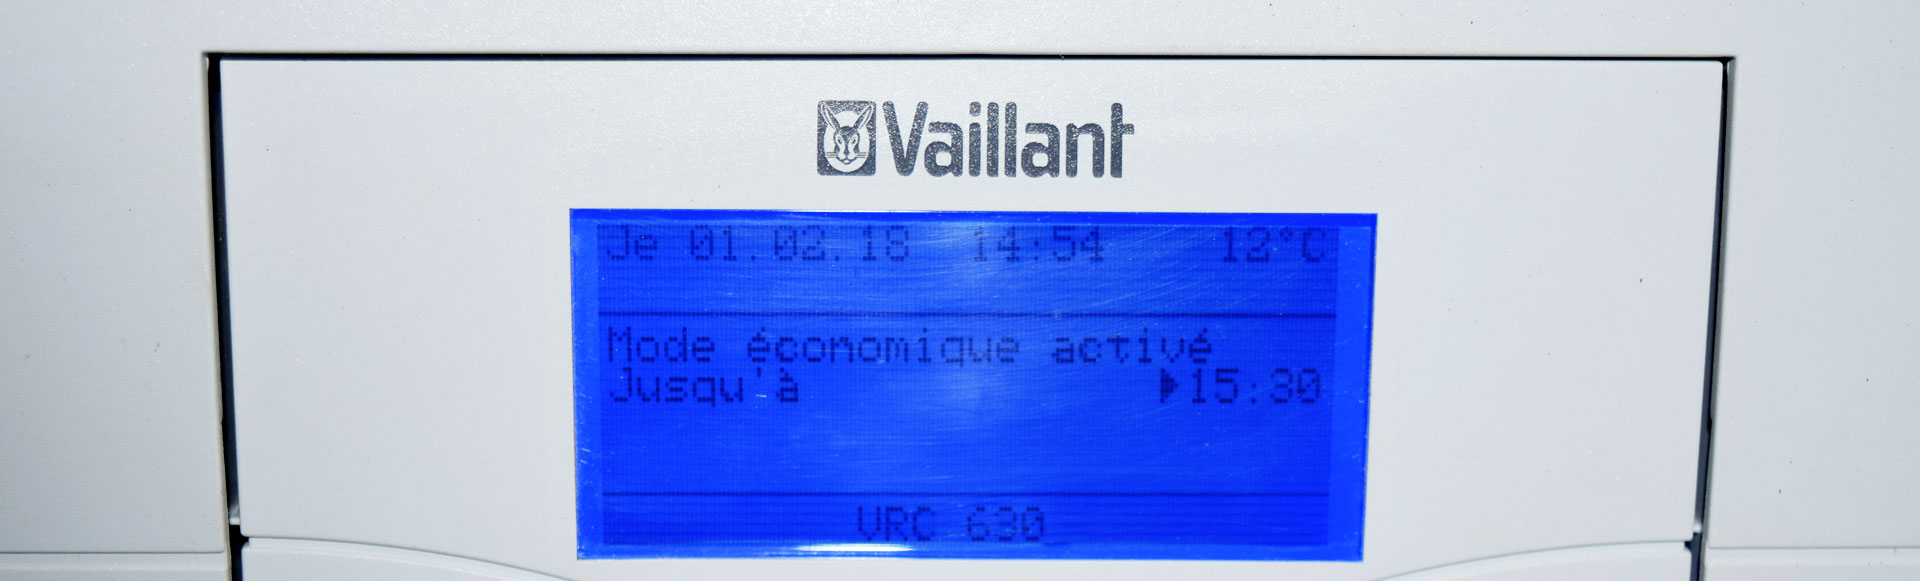 Vaillant
Je 01.02.18 14:54 12°C
Mode économique activé
Jusqu'à ▶15:30
VRC 630